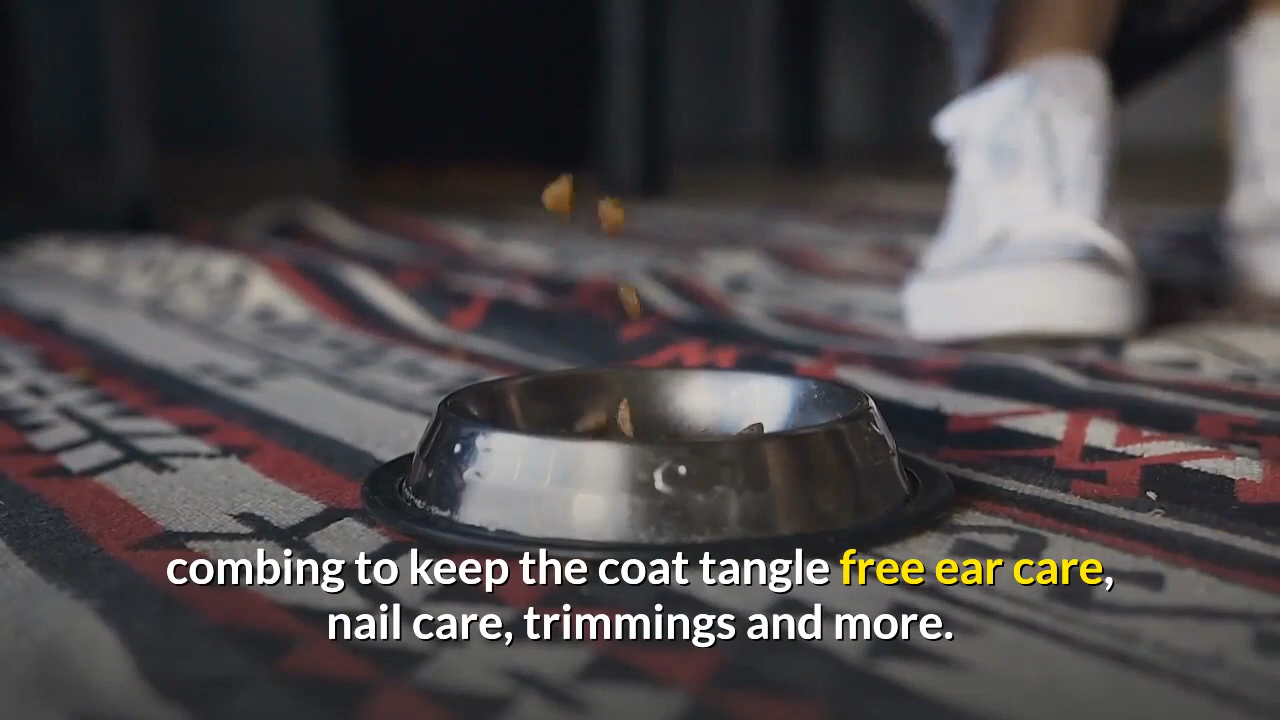 combing to keep the coat tangle free ear care,
nail care, trimmings and more.